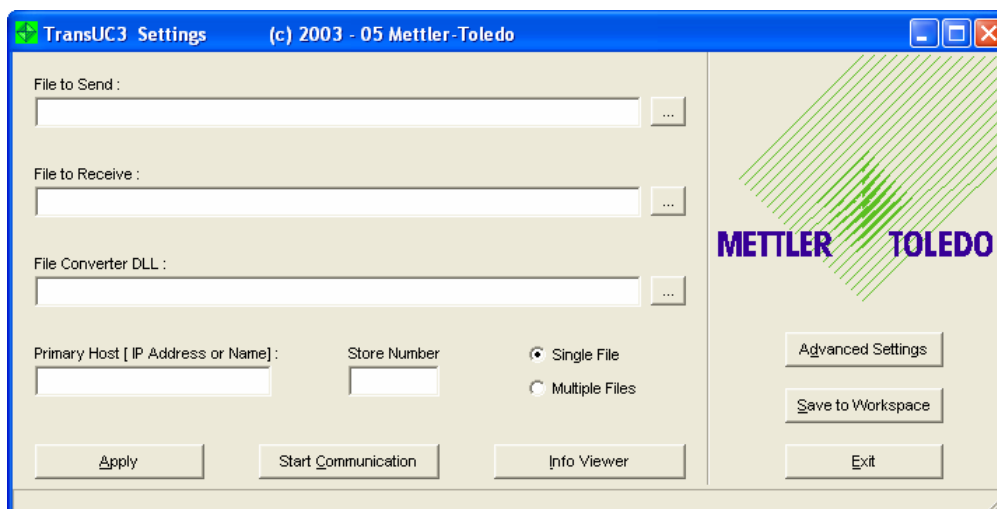 TransUC3 Settings (c) 2003 - 05 Mettler-Toledo
File to Send :
...
File to Receive :
...
File Converter DLL :
...
Primary Host [ IP Address or Name] :
Store Number
Single File
Multiple Files
Apply
Start Communication
Info Viewer
METTLER TOLEDO
Advanced Settings
Save to Workspace
Exit